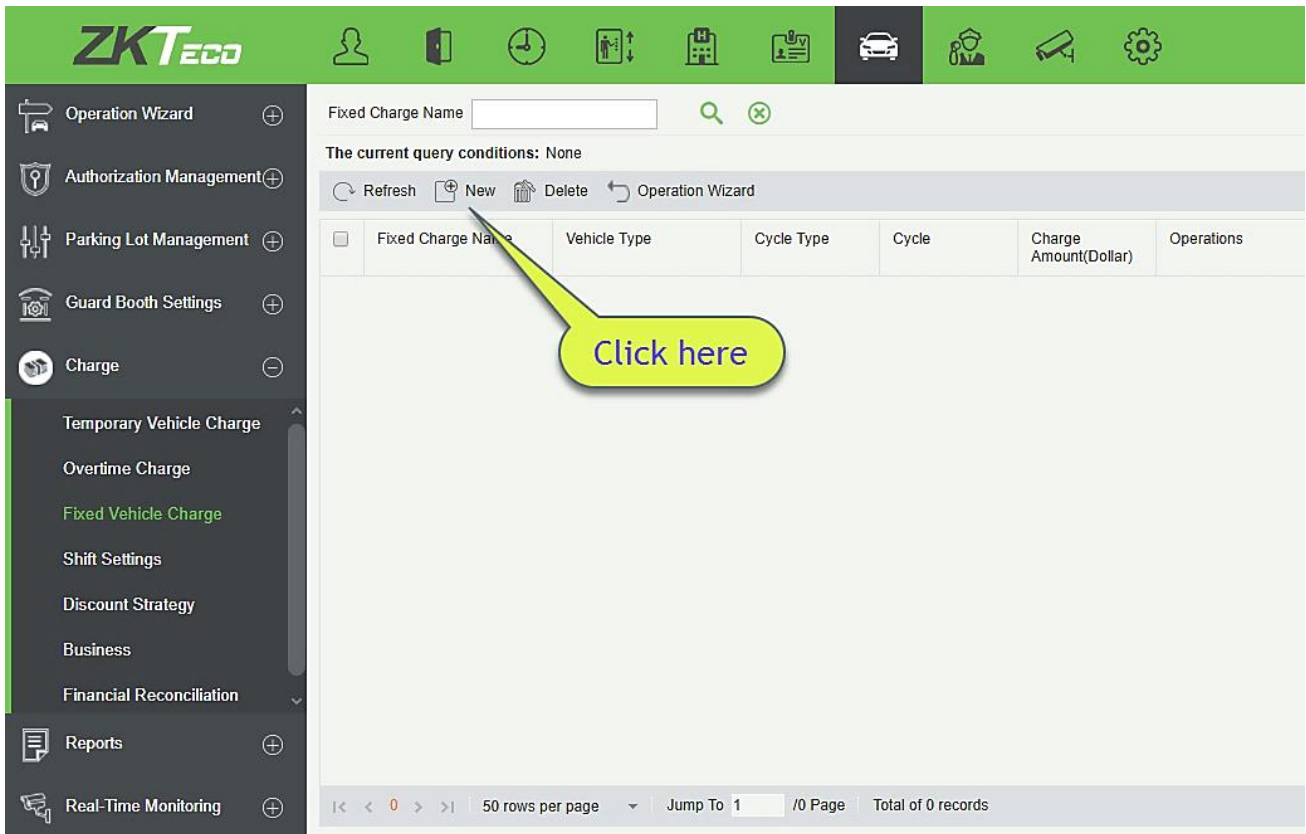 ZKTECO
Operation Wizard
Authorization Management
Parking Lot Management
Guard Booth Settings
Charge
Temporary Vehicle Charge
Overtime Charge
Fixed Vehicle Charge
Shift Settings
Discount Strategy
Business
Financial Reconciliation
Reports
Real-Time Monitoring
Fixed Charge Name
The current query conditions: None
Refresh New Delete Operation Wizard
Fixed Charge Name Vehicle Type Cycle Type Cycle Charge Amount(Dollar) Operations
Click here
|< < 0 > >| 50 rows per page Jump To 1 /0 Page Total of 0 records